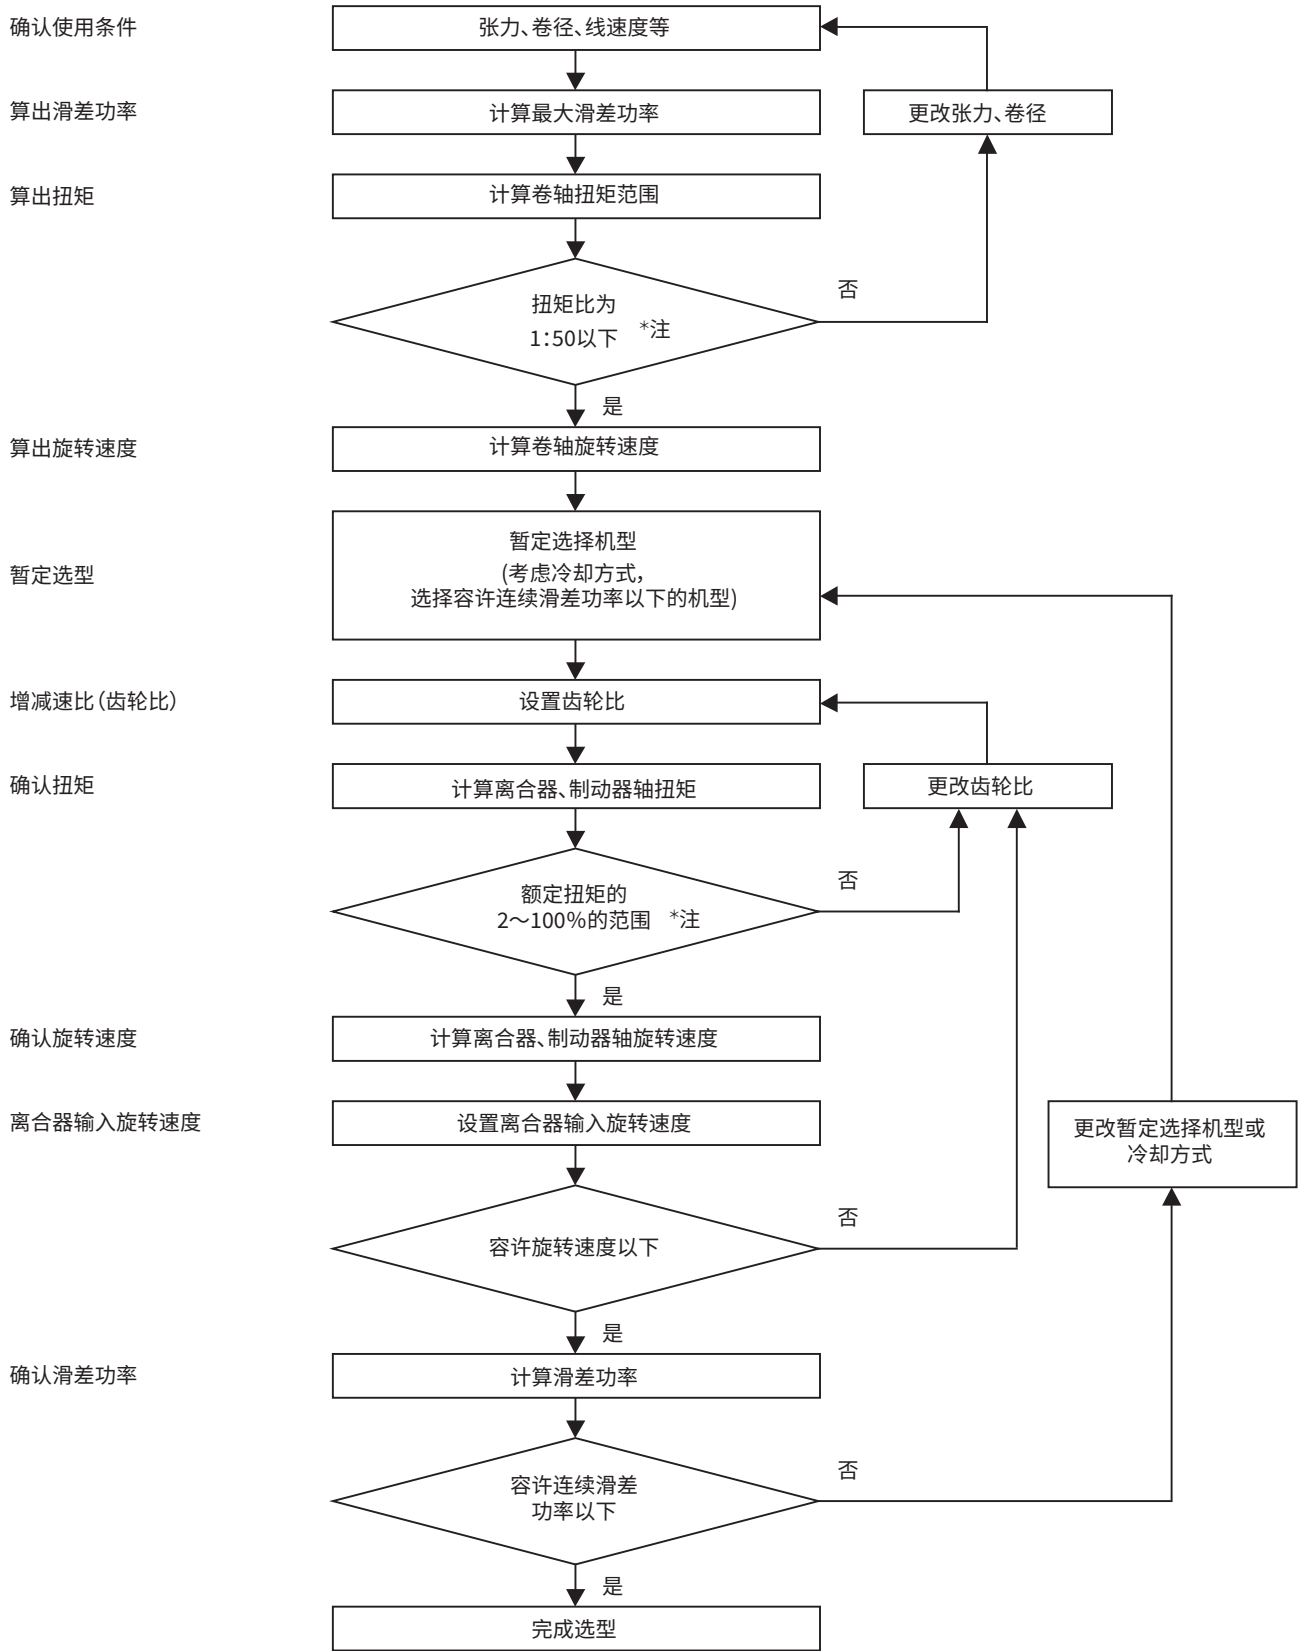 确认使用条件
张力、卷径、线速度等
算出滑差功率
计算最大滑差功率
更改张力、卷径
算出扭矩
计算卷轴扭矩范围
否
扭矩比为
1：50以下 *注
是
算出旋转速度
计算卷轴旋转速度
暂定选型
暂定选择机型
(考虑冷却方式，
选择容许连续滑差功率以下的机型)
增减速比（齿轮比）
设置齿轮比
确认扭矩
计算离合器、制动器轴扭矩
更改齿轮比
否
额定扭矩的
2～100%的范围 *注
是
确认旋转速度
计算离合器、制动器轴旋转速度
离合器输入旋转速度
设置离合器输入旋转速度
更改暂定选择机型或
冷却方式
否
容许旋转速度以下
是
确认滑差功率
计算滑差功率
否
容许连续滑差
功率以下
是
完成选型